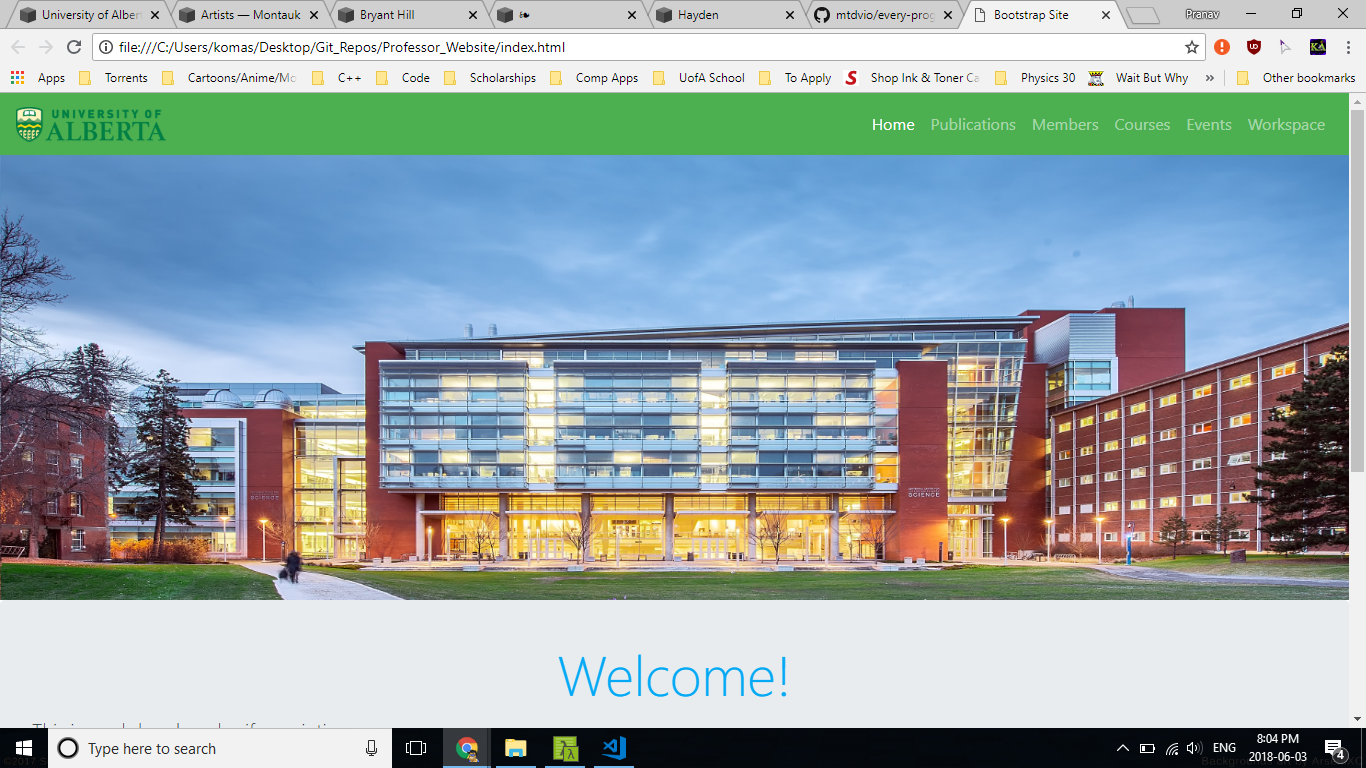 University of Alber
Artists — Montauk
Bryant Hill
❧
Hayden
mtdvio/every-prog
Bootstrap Site
Pranav
file:///C:/Users/komas/Desktop/Git_Repos/Professor_Website/index.html
Apps
Torrents
Cartoons/Anime/Mo
C++
Code
Scholarships
Comp Apps
UofA School
To Apply
Shop Ink & Toner Ca
Physics 30
Wait But Why
»
Other bookmarks
UNIVERSITY OF
ALBERTA
Home
Publications
Members
Courses
Events
Workspace
SCIENCE
SCIENCE
Welcome!
Type here to search
ENG
8:04 PM
2018-06-03
4